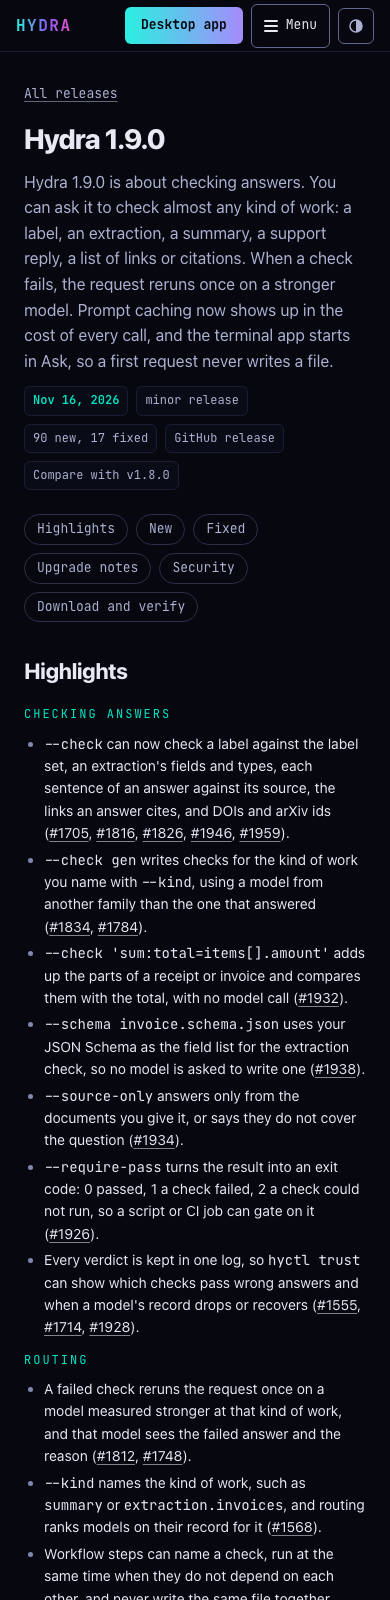 HYDRA
Desktop app
Menu
All releases
Hydra 1.9.0
Hydra 1.9.0 is about checking answers. You
can ask it to check almost any kind of work: a
label, an extraction, a summary, a support
reply, a list of links or citations. When a check
fails, the request reruns once on a stronger
model. Prompt caching now shows up in the
cost of every call, and the terminal app starts
in Ask, so a first request never writes a file.
Nov 16, 2026
minor release
90 new, 17 fixed
GitHub release
Compare with v1.8.0
Highlights
New
Fixed
Upgrade notes
Security
Download and verify
Highlights
CHECKING ANSWERS
--check can now check a label against the label
set, an extraction's fields and types, each
sentence of an answer against its source, the
links an answer cites, and DOIs and arXiv ids
(#1705, #1816, #1826, #1946, #1959).
--check gen writes checks for the kind of work
you name with --kind, using a model from
another family than the one that answered
(#1834, #1784).
--check 'sum:total=items[].amount' adds
up the parts of a receipt or invoice and compares
them with the total, with no model call (#1932).
--schema invoice.schema.json uses your
JSON Schema as the field list for the extraction
check, so no model is asked to write one (#1938).
--source-only answers only from the
documents you give it, or says they do not cover
the question (#1934).
--require-pass turns the result into an exit
code: 0 passed, 1 a check failed, 2 a check could
not run, so a script or CI job can gate on it
(#1926).
Every verdict is kept in one log, so hyctl trust
can show which checks pass wrong answers and
when a model's record drops or recovers (#1555,
#1714, #1928).
ROUTING
A failed check reruns the request once on a
model measured stronger at that kind of work,
and that model sees the failed answer and the
reason (#1812, #1748).
--kind names the kind of work, such as
summary or extraction.invoices, and routing
ranks models on their record for it (#1568).
Workflow steps can name a check, run at the
same time when they do not depend on each
other, and never write the same file together